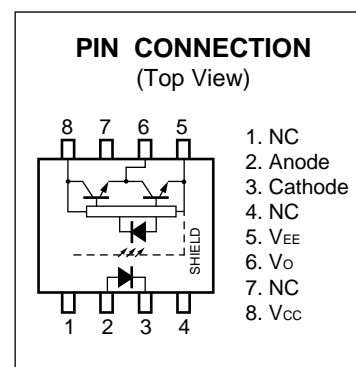 PIN CONNECTION
(Top View)
8 7 6 5
SHIELD
1 2 3 4
1. NC
2. Anode
3. Cathode
4. NC
5. VEE
6. VO
7. NC
8. VCC